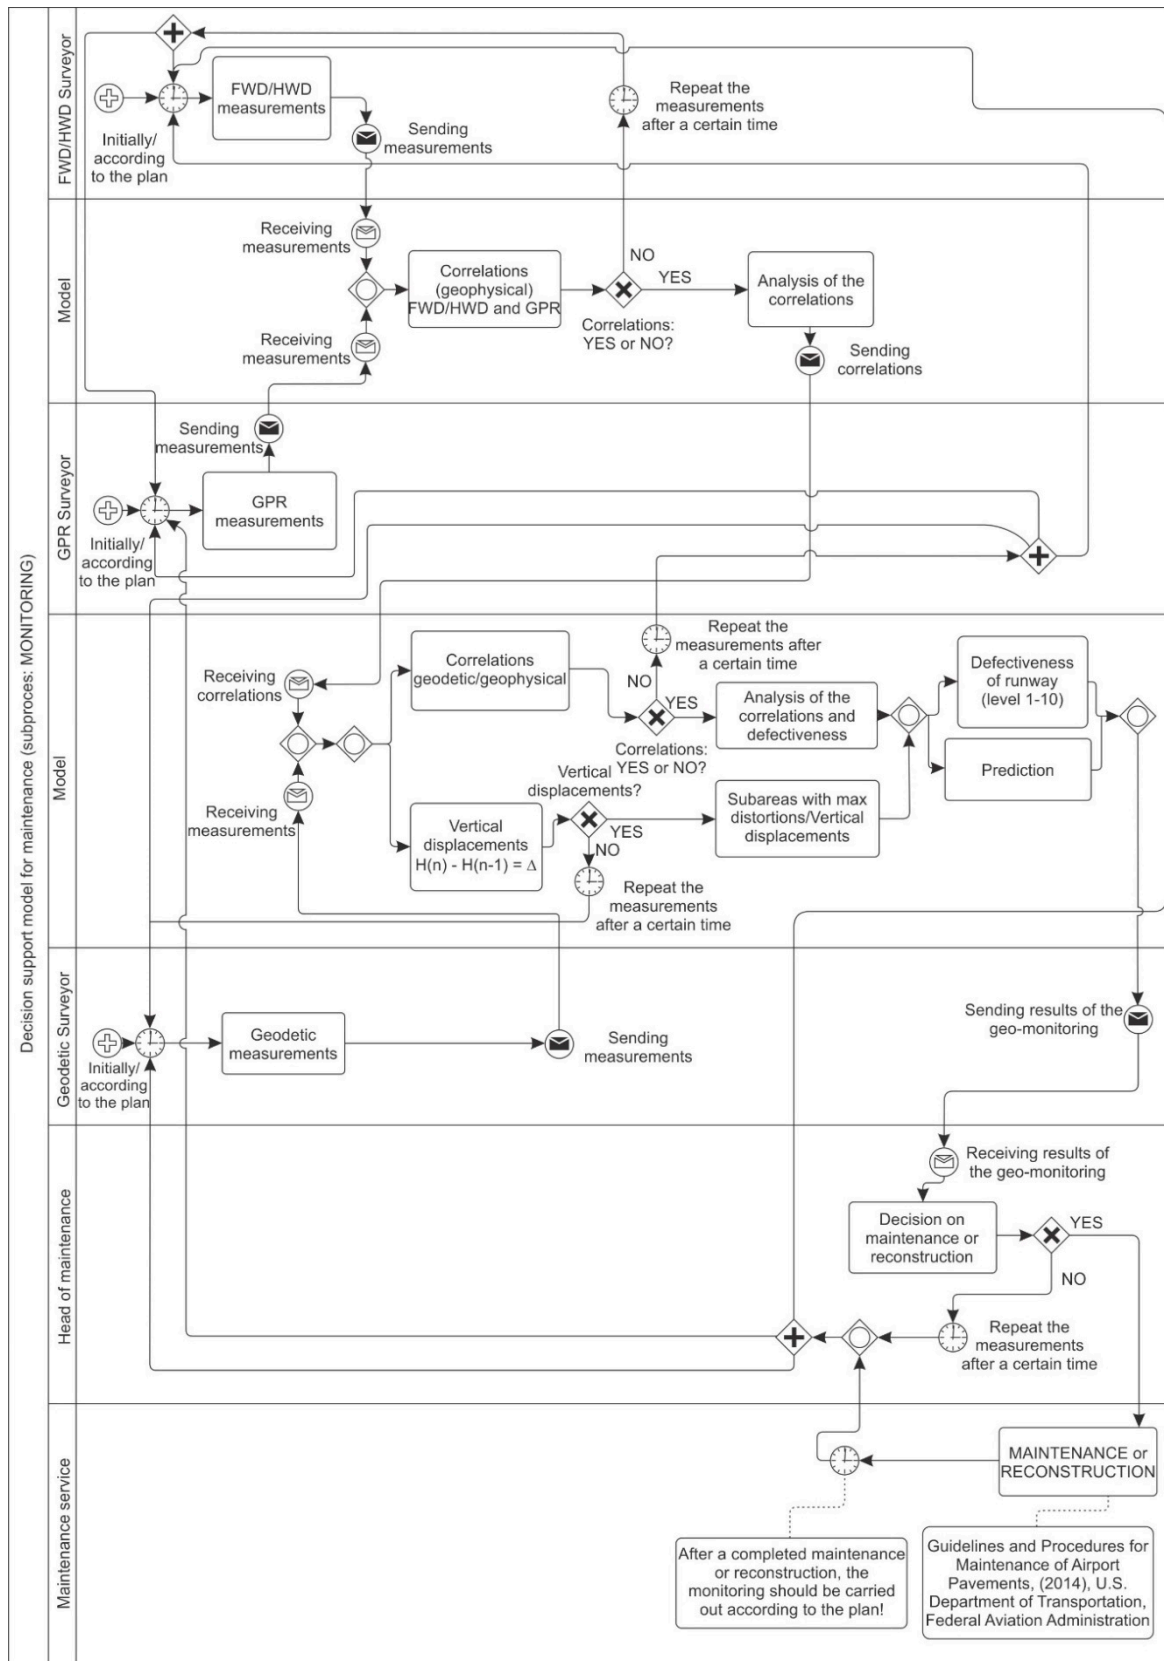 Decision support model for maintenance (subproces: MONITORING)
FWD/HWD Surveyor
Initially/
according
to the plan
FWD/HWD
measurements
Sending
measurements
Repeat the
measurements
after a certain time
Model
Receiving
measurements
Receiving
measurements
Correlations
(geophysical)
FWD/HWD and GPR
NO
YES
Correlations:
YES or NO?
Analysis of the
correlations
Sending
correlations
GPR Surveyor
Sending
measurements
Initially/
according
to the plan
GPR
measurements
Model
Receiving
correlations
Receiving
measurements
Correlations
geodetic/geophysical
Repeat the
measurements after
a certain time
NO
YES
Correlations:
YES or NO?
Analysis of the
correlations and
defectiveness
Defectiveness
of runway
(level 1-10)
Prediction
Vertical
displacements
H(n) - H(n-1) = Δ
Vertical
displacements?
YES
NO
Subareas with max
distortions/Vertical
displacements
Repeat the
measurements
after a certain time
Geodetic Surveyor
Initially/
according
to the plan
Geodetic
measurements
Sending
measurements
Sending results of the
geo-monitoring
Head of maintenance
Receiving results of
the geo-monitoring
Decision on
maintenance or
reconstruction
YES
NO
Repeat the
measurements
after a certain time
Maintenance service
MAINTENANCE or
RECONSTRUCTION
After a completed maintenance
or reconstruction, the
monitoring should be carried
out according to the plan!
Guidelines and Procedures for
Maintenance of Airport
Pavements, (2014), U.S.
Department of Transportation,
Federal Aviation Administration